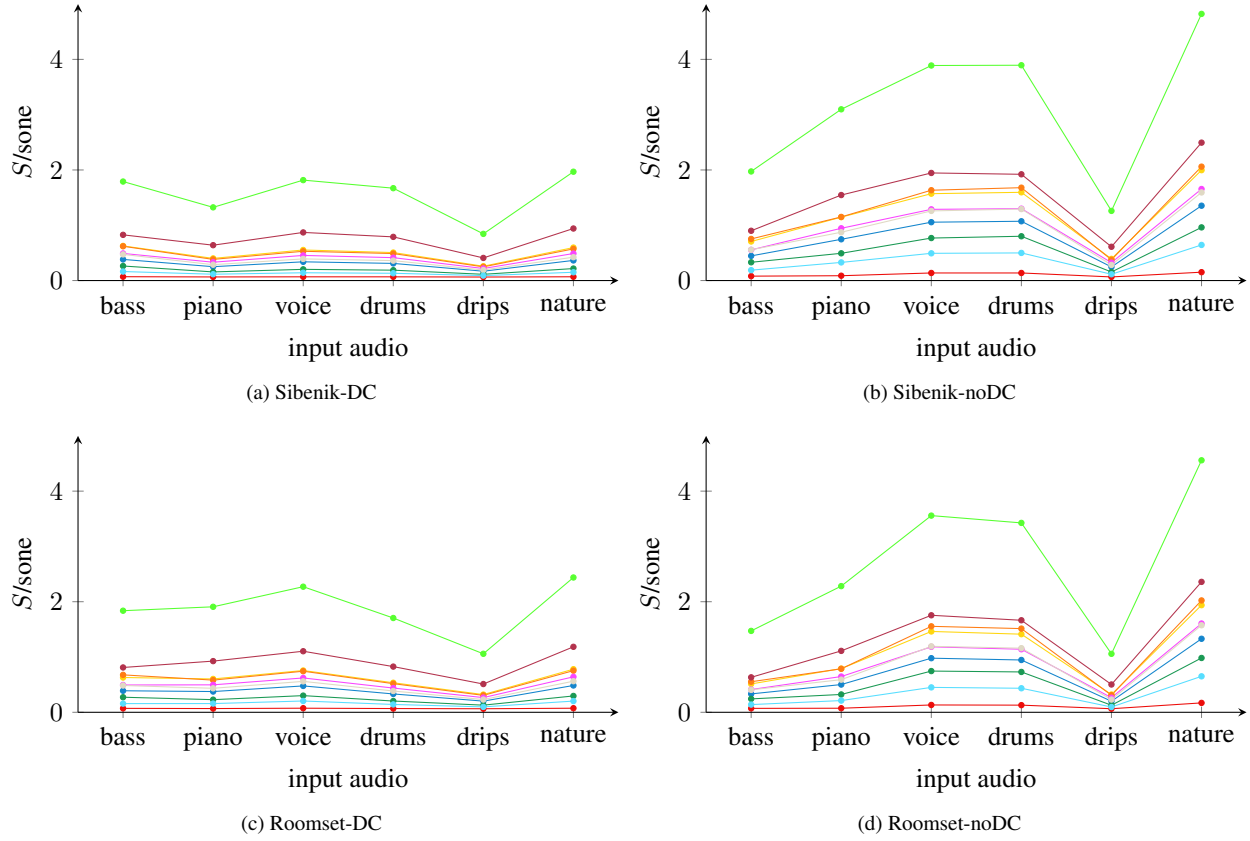 4
2
0
S/sone
bass piano voice drums drips nature
input audio
(a) Sibenik-DC
4
2
0
S/sone
bass piano voice drums drips nature
input audio
(b) Sibenik-noDC
4
2
0
S/sone
bass piano voice drums drips nature
input audio
(c) Roomset-DC
4
2
0
S/sone
bass piano voice drums drips nature
input audio
(d) Roomset-noDC